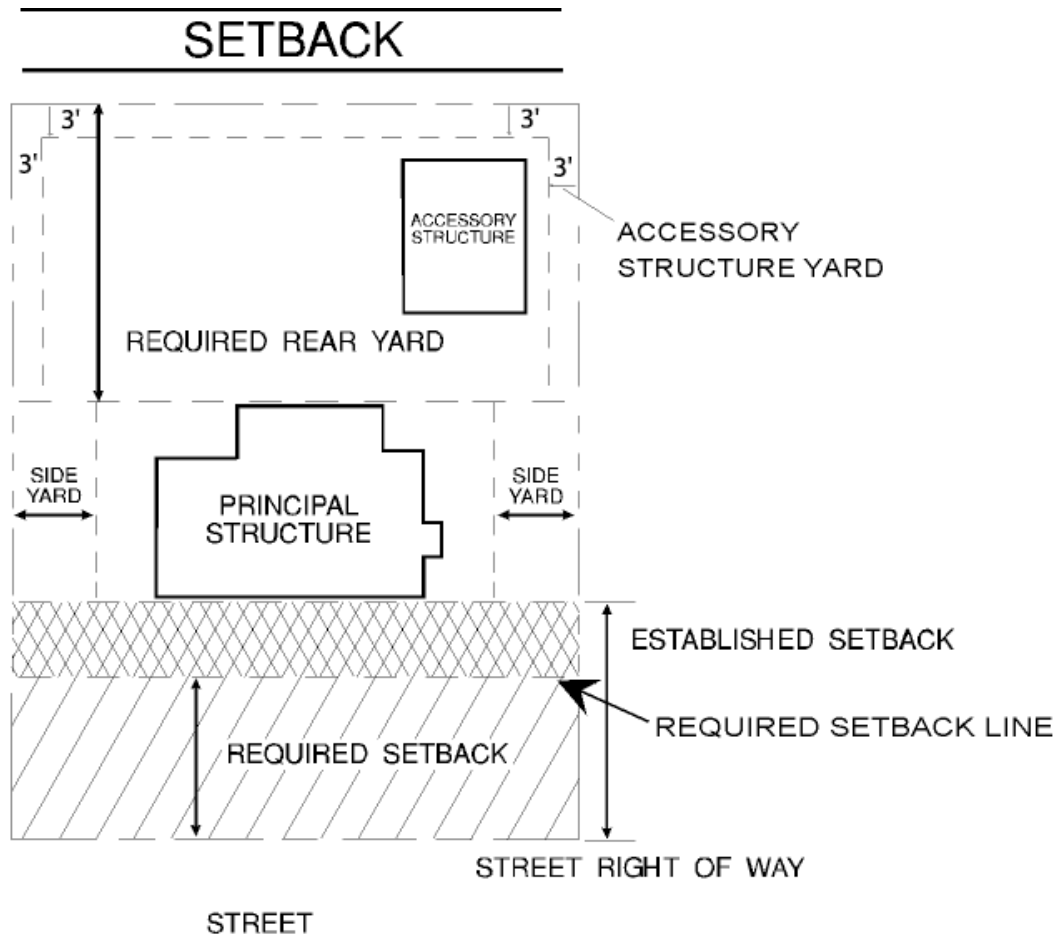 SETBACK
3'
3'
3'
3'
ACCESSORY
STRUCTURE
ACCESSORY
STRUCTURE YARD
REQUIRED REAR YARD
SIDE
YARD
PRINCIPAL
STRUCTURE
SIDE
YARD
ESTABLISHED SETBACK
REQUIRED SETBACK LINE
REQUIRED SETBACK
STREET RIGHT OF WAY
STREET